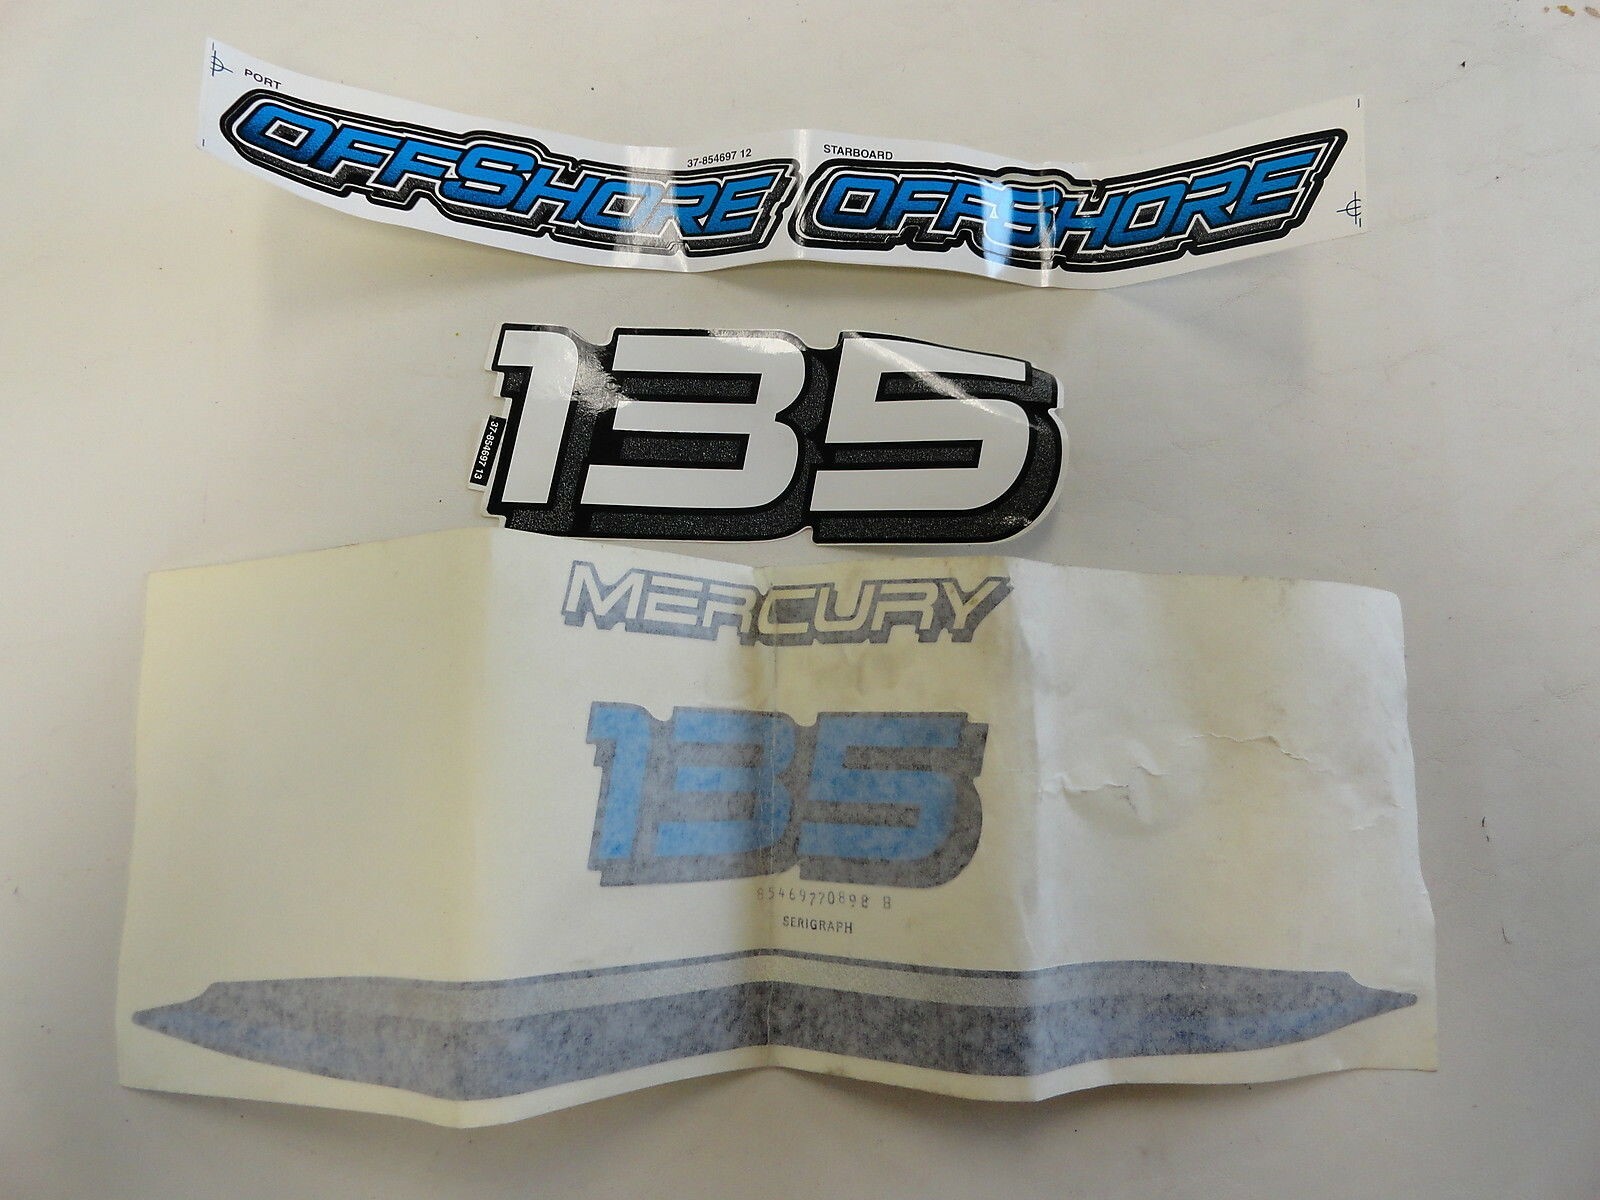 PORT
OFFSHORE
37-854697 12
STARBOARD
OFFSHORE
135
37-854697 13
MERCURY
135
SERIGRAPH